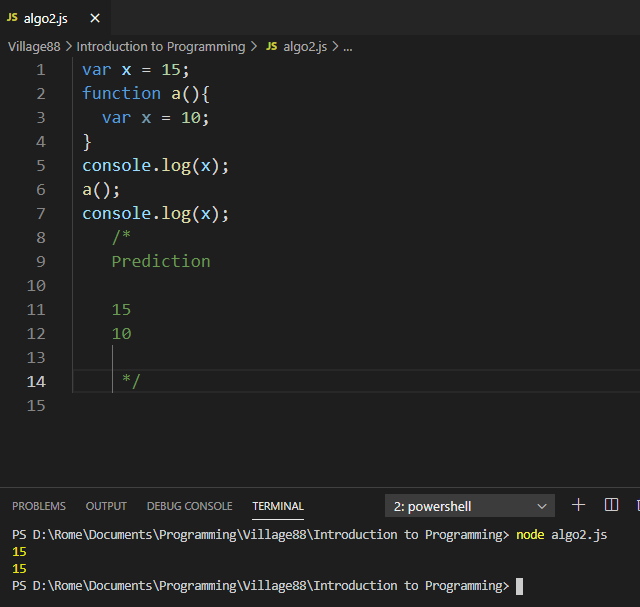 JS algo2.js ×
Village88 > Introduction to Programming > JS algo2.js > ...
1 var x = 15;
2 function a(){
3 var x = 10;
4 }
5 console.log(x);
6 a();
7 console.log(x);
8 /*
9 Prediction
10
11 15
12 10
13
14 */
15
PROBLEMS OUTPUT DEBUG CONSOLE TERMINAL 2: powershell
PS D:\Rome\Documents\Programming\Village88\Introduction to Programming> node algo2.js
15
15
PS D:\Rome\Documents\Programming\Village88\Introduction to Programming>